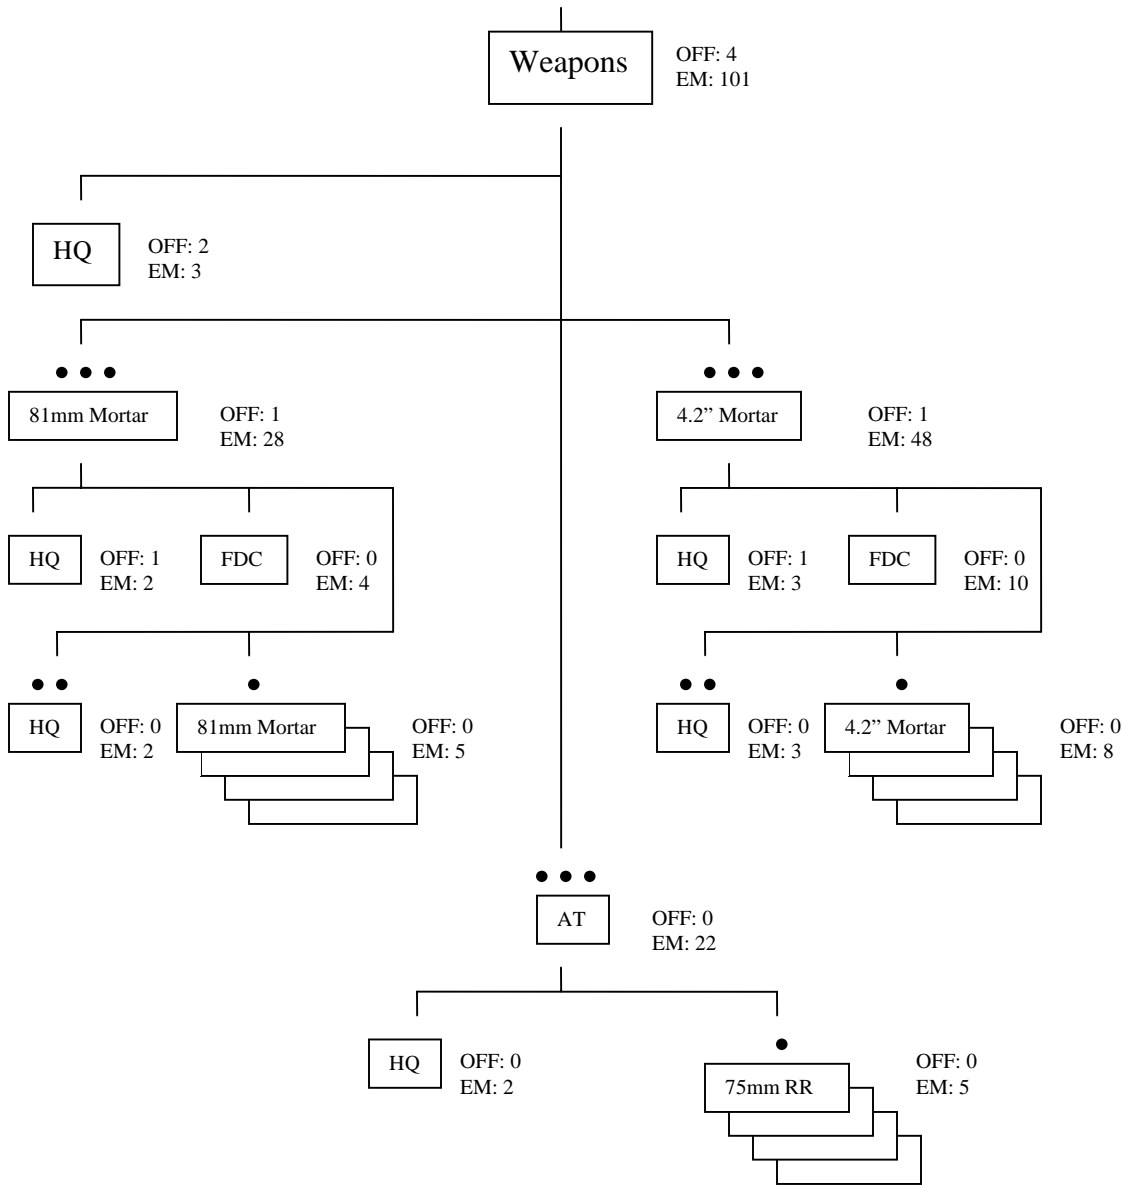 Weapons
OFF: 4
EM: 101
HQ
OFF: 2
EM: 3
81mm Mortar
OFF: 1
EM: 28
4.2” Mortar
OFF: 1
EM: 48
HQ
OFF: 1
EM: 2
FDC
OFF: 0
EM: 4
HQ
OFF: 1
EM: 3
FDC
OFF: 0
EM: 10
HQ
OFF: 0
EM: 2
81mm Mortar
OFF: 0
EM: 5
HQ
OFF: 0
EM: 3
4.2” Mortar
OFF: 0
EM: 8
AT
OFF: 0
EM: 22
HQ
OFF: 0
EM: 2
75mm RR
OFF: 0
EM: 5